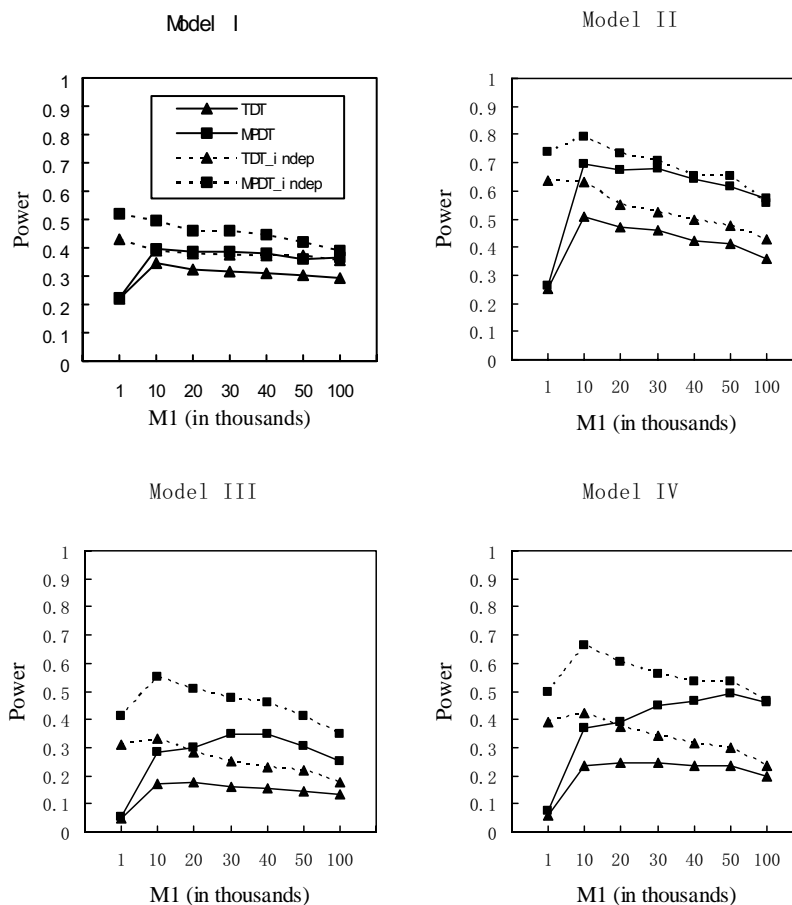 Model I
1
0.9
0.8
0.7
0.6
0.5
0.4
0.3
0.2
0.1
0
Power
TDT
MPDT
TDT_indep
MPDT_indep
1 10 20 30 40 50 100
M1 (in thousands)
Model II
1
0.9
0.8
0.7
0.6
0.5
0.4
0.3
0.2
0.1
0
Power
1 10 20 30 40 50 100
M1 (in thousands)
Model III
1
0.9
0.8
0.7
0.6
0.5
0.4
0.3
0.2
0.1
0
Power
1 10 20 30 40 50 100
M1 (in thousands)
Model IV
1
0.9
0.8
0.7
0.6
0.5
0.4
0.3
0.2
0.1
0
Power
1 10 20 30 40 50 100
M1 (in thousands)